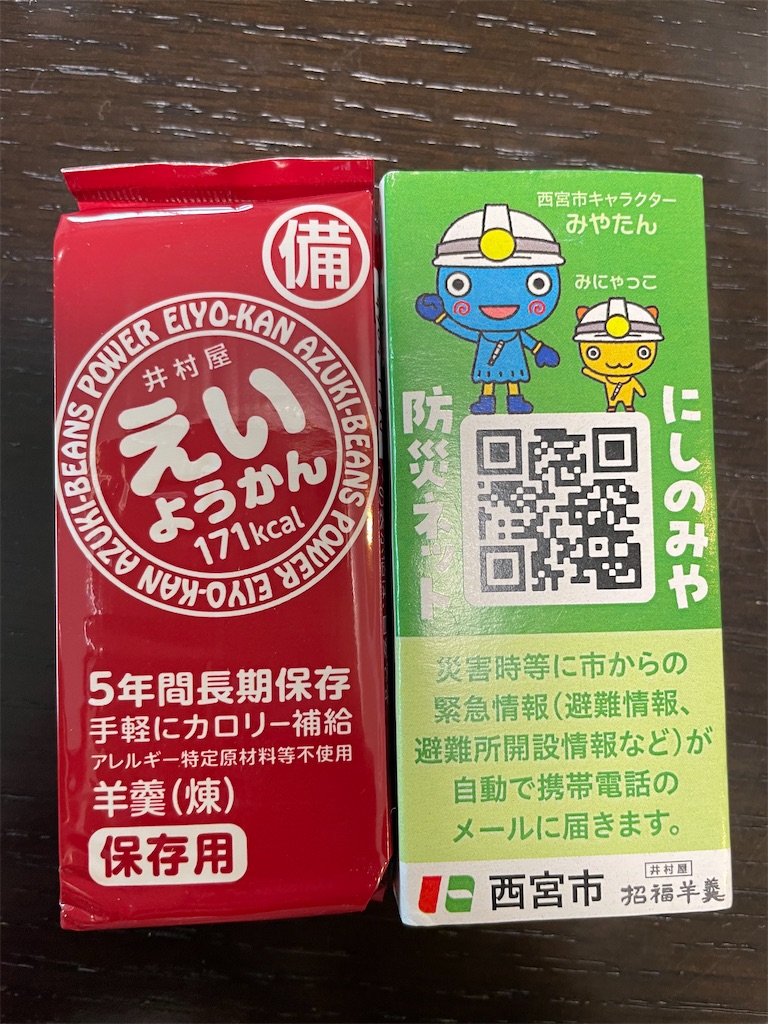 備
POWER EIYO-KAN AZUKI-BEANS POWER EIYO-KAN AZUKI-BEANS
井村屋
えい
ようかん
171kcal
5年間長期保存
手軽にカロリー補給
アレルギー特定原材料等不使用
羊羹(煉)
保存用
西宮市キャラクター
みやたん
みにゃっこ
にしのみや
防災ネット
災害時等に市からの
緊急情報(避難情報、
避難所開設情報など)が
自動で携帯電話の
メールに届きます。
西宮市
井村屋
招福羊羹